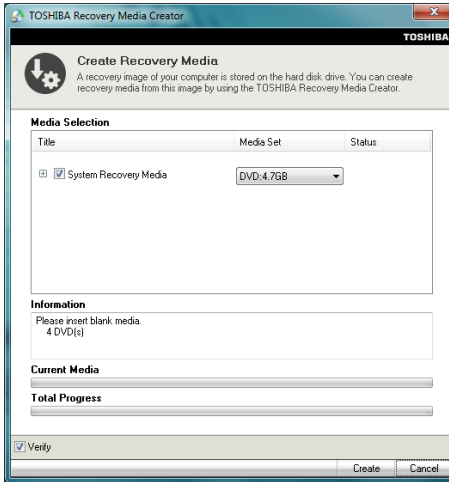 TOSHIBA Recovery Media Creator
TOSHIBA
Create Recovery Media
A recovery image of your computer is stored on the hard disk drive. You can create
recovery media from this image by using the TOSHIBA Recovery Media Creator.
Media Selection
Title Media Set Status
System Recovery Media DVD:4.7GB
Information
Please insert blank media.
4 DVD(s)
Current Media
Total Progress
Verify
Create Cancel